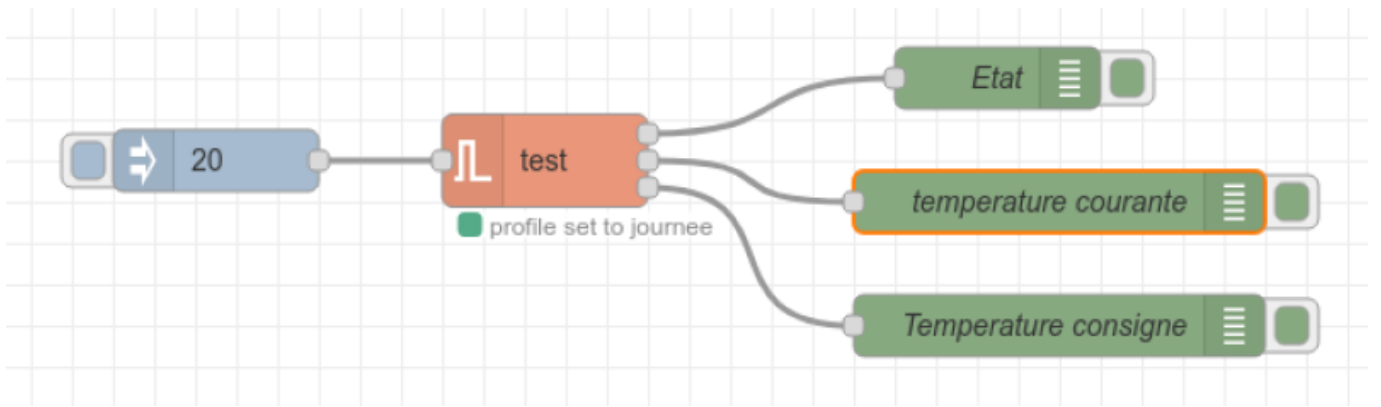 Etat
20
test
temperature courante
profile set to journee
Temperature consigne